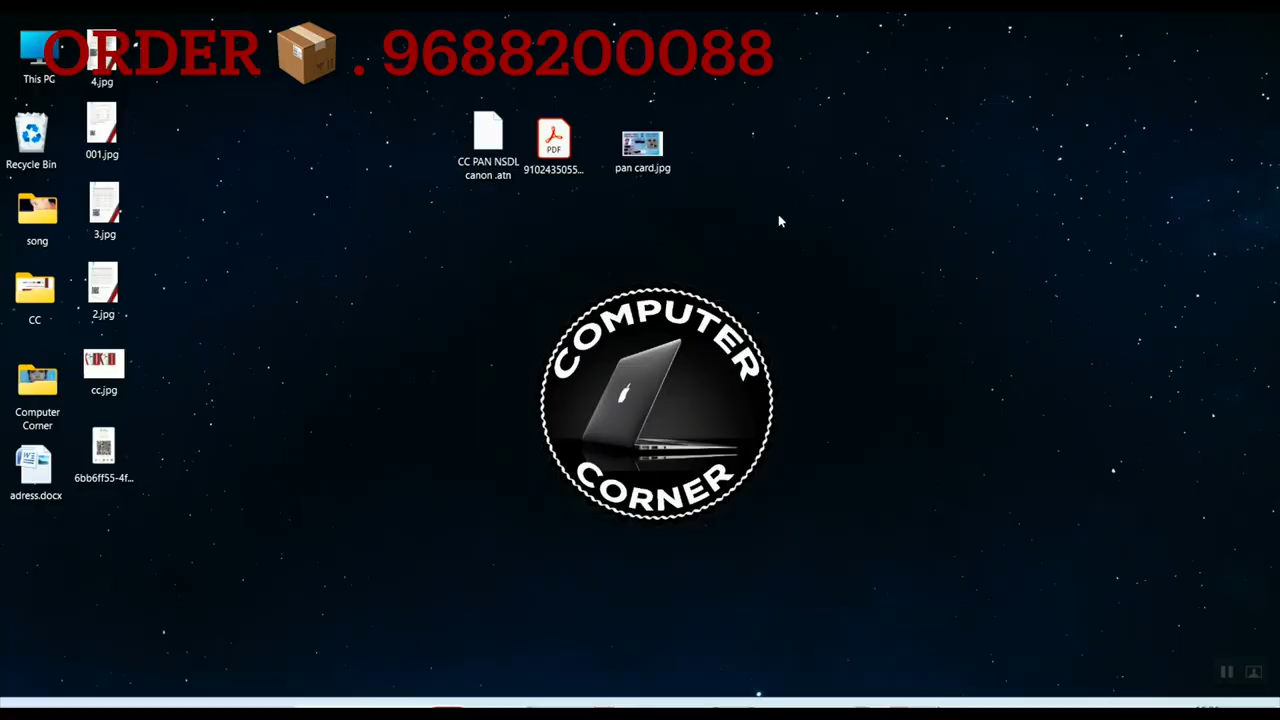 ORDER 📦 . 9688200088
This PC
4.jpg
Recycle Bin
001.jpg
song
3.jpg
CC
2.jpg
Computer
Corner
cc.jpg
adress.docx
6bb6ff55-4f...
CC PAN NSDL
canon .atn
PDF
9102435055...
pan card.jpg
COMPUTER
CORNER